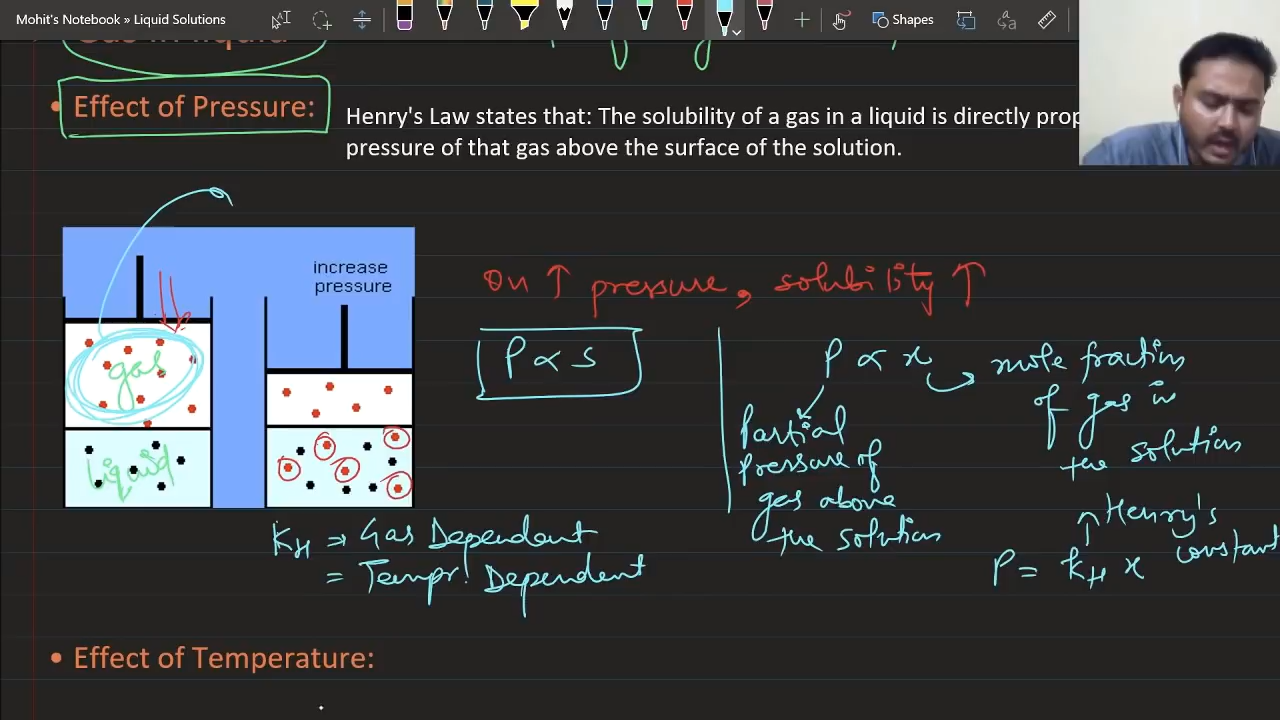 Mohit's Notebook » Liquid Solutions
Shapes
Gas in liquid
• Effect of Pressure:
Henry's Law states that: The solubility of a gas in a liquid is directly prop
pressure of that gas above the surface of the solution.
increase
pressure
gas
liquid
On ↑ pressure, solubility ↑
P ∝ S
P ∝ x
mole fraction
of gas in
the solution
Partial
pressure of
gas above
the solution
Henry's
constant
P = KH x
KH ⇒ Gas Dependent
= Tempr. Dependent
• Effect of Temperature: